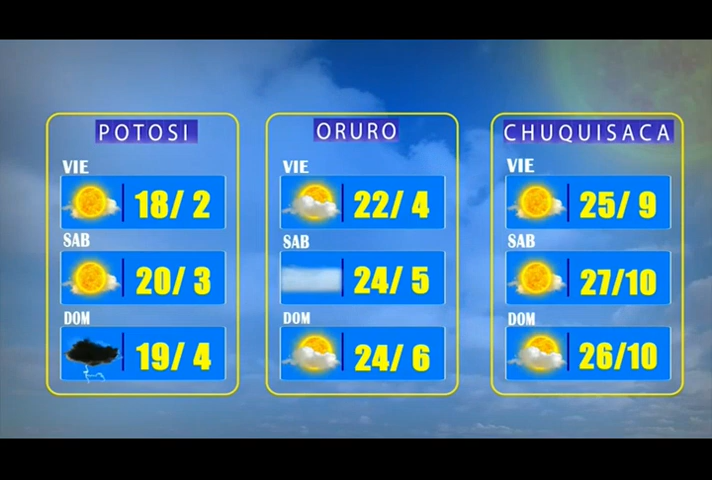 POTOSI
VIE
18/ 2
SAB
20/ 3
DOM
19/ 4
ORURO
VIE
22/ 4
SAB
24/ 5
DOM
24/ 6
CHUQUISACA
VIE
25/ 9
SAB
27/10
DOM
26/10